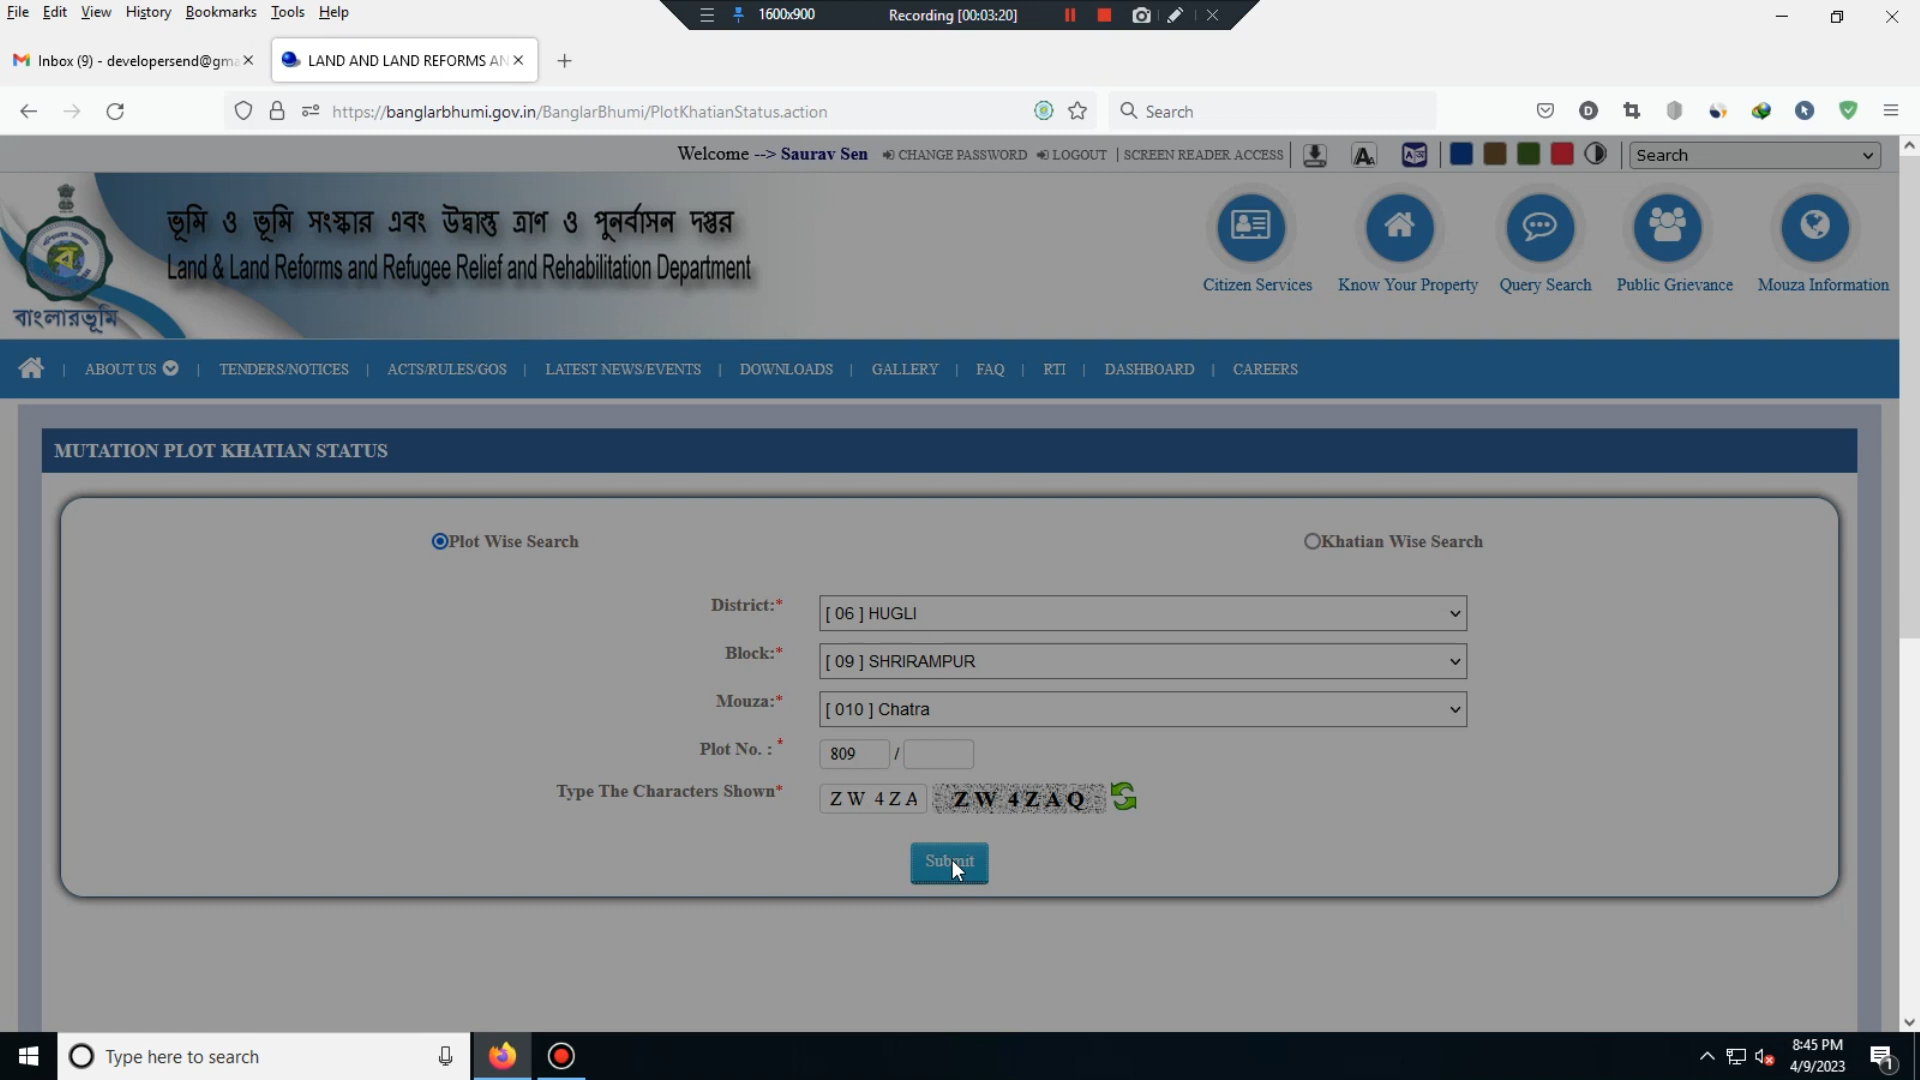 File Edit View History Bookmarks Tools Help
1600x900 Recording [00:03:20]
Inbox (9) - developersend@gma
LAND AND LAND REFORMS AN
https://banglarbhumi.gov.in/BanglarBhumi/PlotKhatianStatus.action
Search
Welcome --> Saurav Sen CHANGE PASSWORD LOGOUT | SCREEN READER ACCESS
Search
ভূমি ও ভূমি সংস্কার এবং উদ্বাস্তু ত্রাণ ও পুনর্বাসন দপ্তর
Land & Land Reforms and Refugee Relief and Rehabilitation Department
বাংলারভূমি
Citizen Services
Know Your Property
Query Search
Public Grievance
Mouza Information
| ABOUT US | TENDERS/NOTICES | ACTS/RULES/GOS | LATEST NEWS/EVENTS | DOWNLOADS | GALLERY | FAQ | RTI | DASHBOARD | CAREERS
MUTATION PLOT KHATIAN STATUS
Plot Wise Search
Khatian Wise Search
District:* [ 06 ] HUGLI
Block:* [ 09 ] SHRIRAMPUR
Mouza:* [ 010 ] Chatra
Plot No. : * 809 /
Type The Characters Shown* Z W 4 Z A Z W 4 Z A Q
Submit
Type here to search
8:45 PM
4/9/2023
1